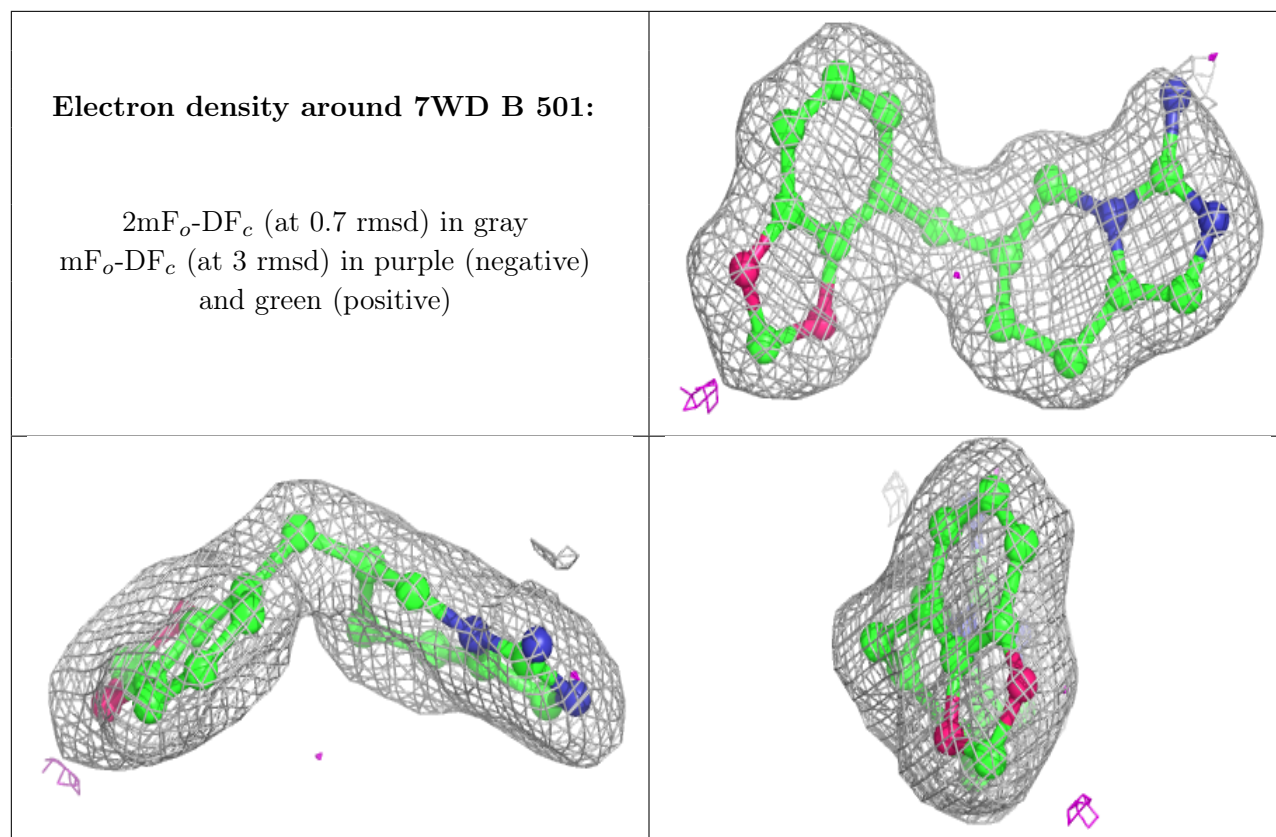 Electron density around 7WD B 501:
2mFₒ-DF𝒸 (at 0.7 rmsd) in gray
mFₒ-DF𝒸 (at 3 rmsd) in purple (negative)
and green (positive)